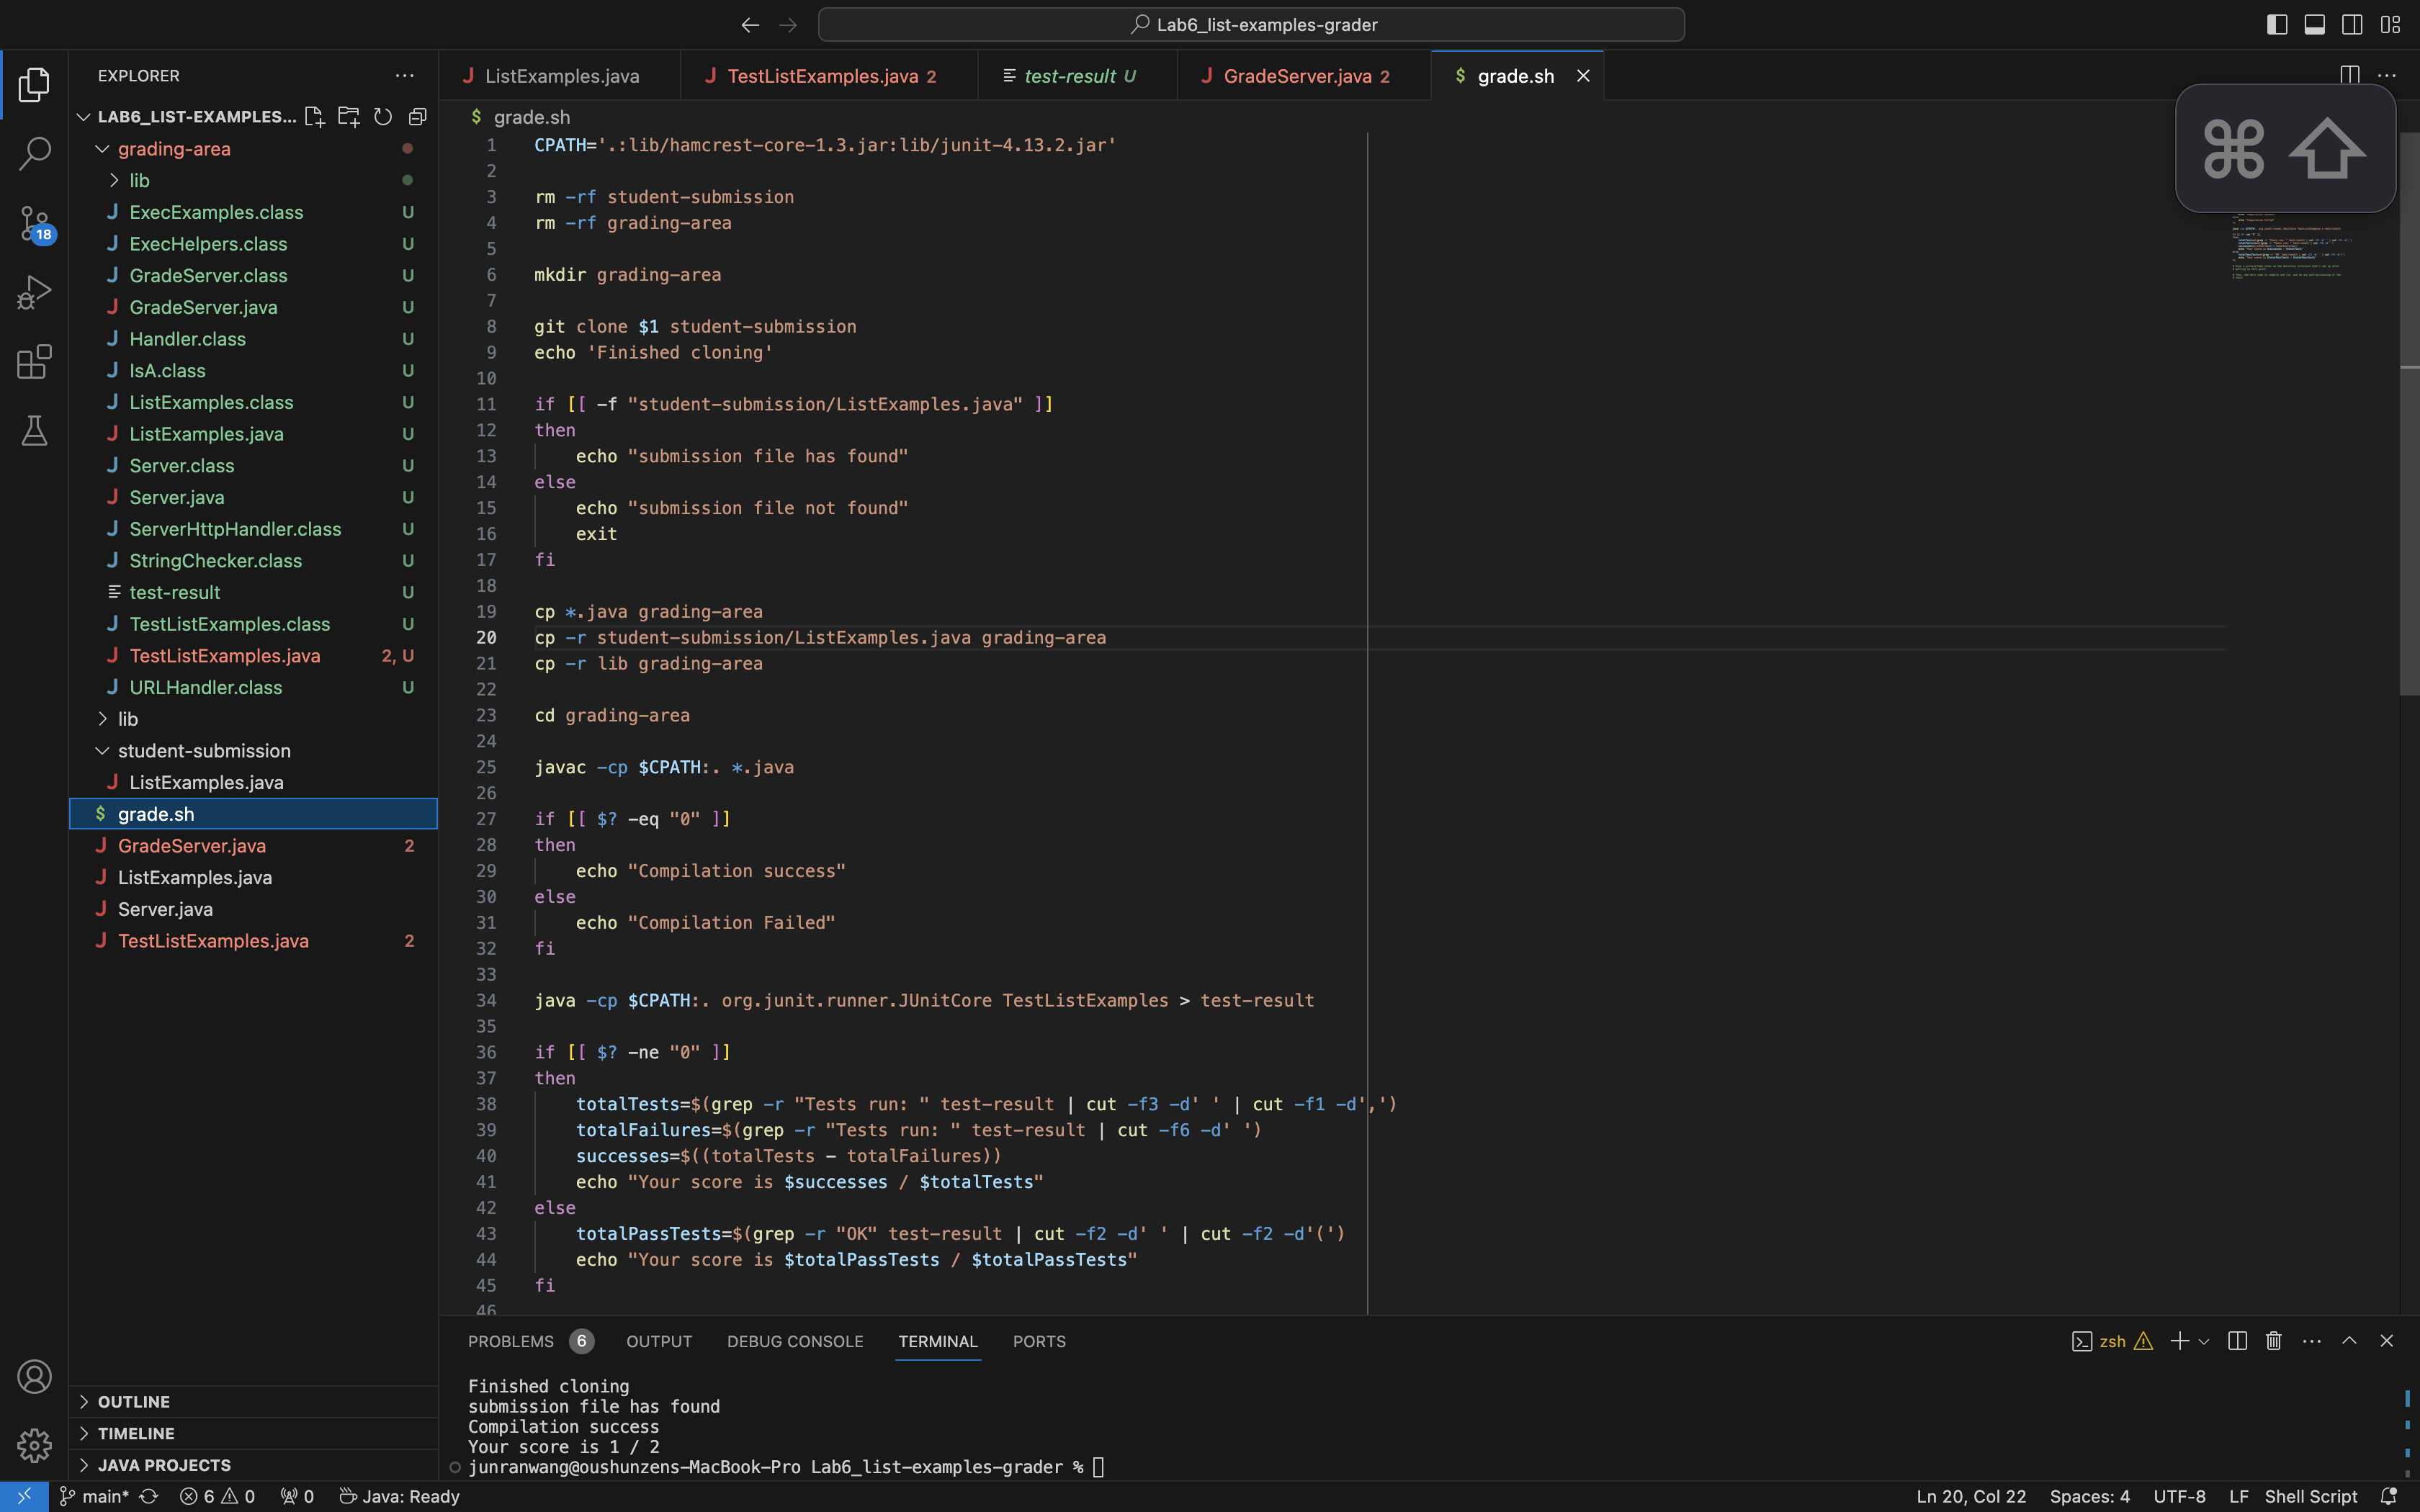 Lab6_list-examples-grader
EXPLORER
LAB6_LIST-EXAMPLES...
grading-area
lib
ExecExamples.class U
ExecHelpers.class U
GradeServer.class U
GradeServer.java U
Handler.class U
IsA.class U
ListExamples.class U
ListExamples.java U
Server.class U
Server.java U
ServerHttpHandler.class U
StringChecker.class U
test-result U
TestListExamples.class U
TestListExamples.java 2, U
URLHandler.class U
lib
student-submission
ListExamples.java
$ grade.sh
GradeServer.java 2
ListExamples.java
Server.java
TestListExamples.java 2
OUTLINE
TIMELINE
JAVA PROJECTS
18
ListExamples.java TestListExamples.java 2 test-result U GradeServer.java 2 $ grade.sh
$ grade.sh
⌘ ⇧
1 CPATH='.:lib/hamcrest-core-1.3.jar:lib/junit-4.13.2.jar'
2
3 rm -rf student-submission
4 rm -rf grading-area
5
6 mkdir grading-area
7
8 git clone $1 student-submission
9 echo 'Finished cloning'
10
11 if [[ -f "student-submission/ListExamples.java" ]]
12 then
13 echo "submission file has found"
14 else
15 echo "submission file not found"
16 exit
17 fi
18
19 cp *.java grading-area
20 cp -r student-submission/ListExamples.java grading-area
21 cp -r lib grading-area
22
23 cd grading-area
24
25 javac -cp $CPATH:. *.java
26
27 if [[ $? -eq "0" ]]
28 then
29 echo "Compilation success"
30 else
31 echo "Compilation Failed"
32 fi
33
34 java -cp $CPATH:. org.junit.runner.JUnitCore TestListExamples > test-result
35
36 if [[ $? -ne "0" ]]
37 then
38 totalTests=$(grep -r "Tests run: " test-result | cut -f3 -d' ' | cut -f1 -d',')
39 totalFailures=$(grep -r "Tests run: " test-result | cut -f6 -d' ')
40 successes=$((totalTests - totalFailures))
41 echo "Your score is $successes / $totalTests"
42 else
43 totalPassTests=$(grep -r "OK" test-result | cut -f2 -d' ' | cut -f2 -d'(')
44 echo "Your score is $totalPassTests / $totalPassTests"
45 fi
46
PROBLEMS 6 OUTPUT DEBUG CONSOLE TERMINAL PORTS zsh
Finished cloning
submission file has found
Compilation success
Your score is 1 / 2
junranwang@oushunzens-MacBook-Pro Lab6_list-examples-grader %
main* 6 0 0 Java: Ready Ln 20, Col 22 Spaces: 4 UTF-8 LF Shell Script